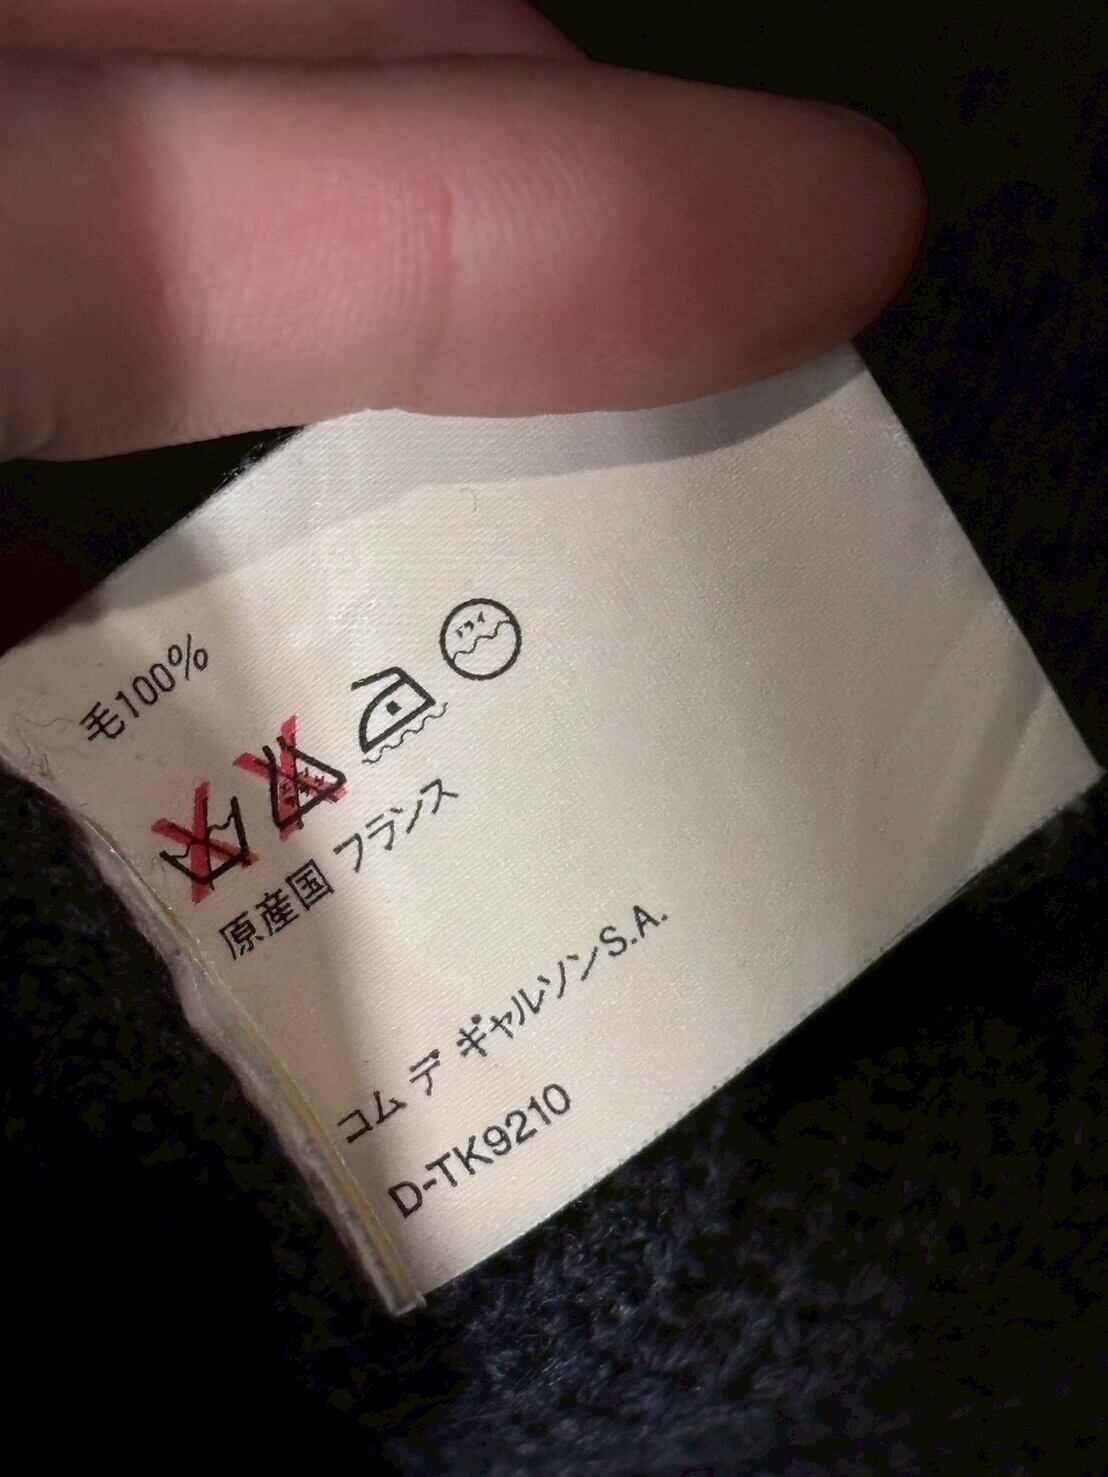 毛100%
ドライ
原産国 フランス
コム デ ギャルソンS.A.
D-TK9210